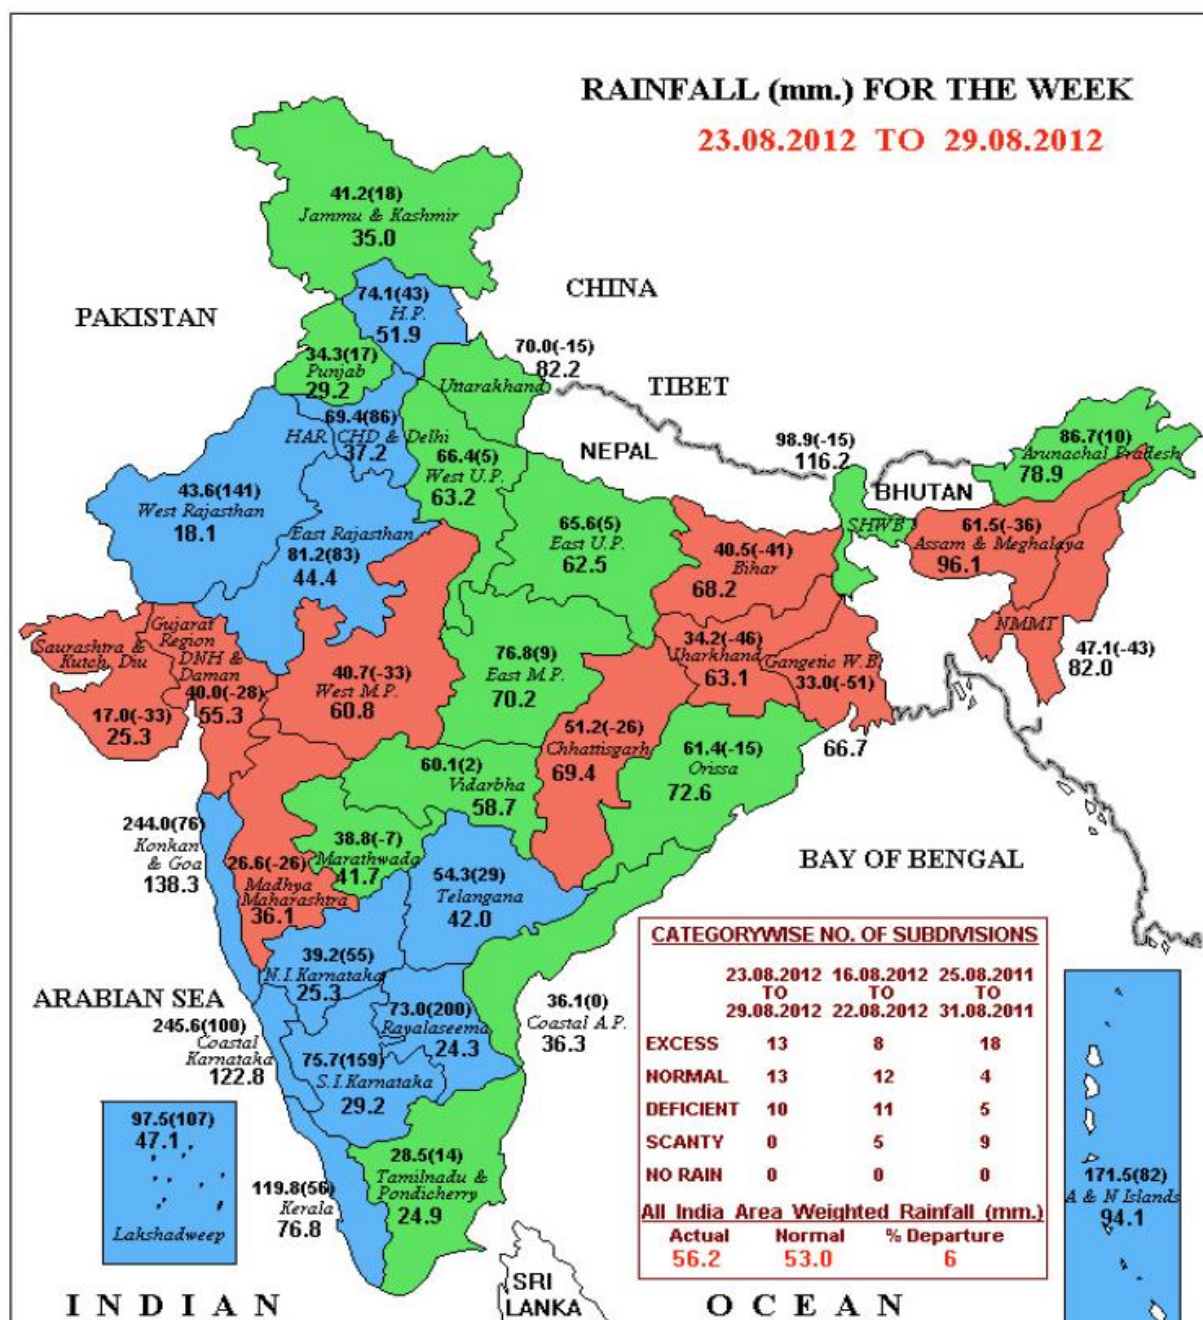 RAINFALL (mm.) FOR THE WEEK
23.08.2012 TO 29.08.2012
41.2(18)
Jammu & Kashmir
35.0
CHINA
74.1(43)
H.P.
51.9
PAKISTAN
34.3(17)
Punjab
29.2
70.0(-15)
82.2
Uttarakhand
TIBET
69.4(86)
HAR. CHD & Delhi
37.2
NEPAL
98.9(-15)
116.2
86.7(10)
Arunachal Pradesh
78.9
66.4(5)
West U.P.
63.2
BHUTAN
43.6(141)
West Rajasthan
18.1
East Rajasthan
81.2(83)
44.4
65.6(5)
East U.P.
62.5
SHWB
61.5(-36)
Assam & Meghalaya
96.1
40.5(-41)
Bihar
68.2
Gujarat
Region
DNH &
Daman
40.0(-28)
55.3
Saurashtra &
Kutch, Diu
17.0(-33)
25.3
40.7(-33)
West M.P.
60.8
76.8(9)
East M.P.
70.2
34.2(-46)
Jharkhand
63.1
Gangetic W.B.
33.0(-51)
66.7
NMMT
47.1(-43)
82.0
51.2(-26)
Chhattisgarh
69.4
61.4(-15)
Orissa
72.6
60.1(2)
Vidarbha
58.7
244.0(76)
Konkan
& Goa
138.3
38.8(-7)
Marathwada
41.7
26.6(-26)
Madhya
Maharashtra
36.1
54.3(29)
Telangana
42.0
BAY OF BENGAL
39.2(55)
N.I.Karnataka
25.3
ARABIAN SEA
245.6(100)
Coastal
Karnataka
122.8
73.0(200)
Rayalaseema
24.3
36.1(0)
Coastal A.P.
36.3
75.7(159)
S.I.Karnataka
29.2
97.5(107)
47.1
Lakshadweep
28.5(14)
Tamilnadu &
Pondicherry
24.9
119.8(56)
Kerala
76.8
CATEGORYWISE NO. OF SUBDIVISIONS
23.08.2012 16.08.2012 25.08.2011
TO TO TO
29.08.2012 22.08.2012 31.08.2011
EXCESS 13 8 18
NORMAL 13 12 4
DEFICIENT 10 11 5
SCANTY 0 5 9
NO RAIN 0 0 0
All India Area Weighted Rainfall (mm.)
Actual Normal % Departure
56.2 53.0 6
171.5(82)
A & N Islands
94.1
SRI
LANKA
INDIAN OCEAN